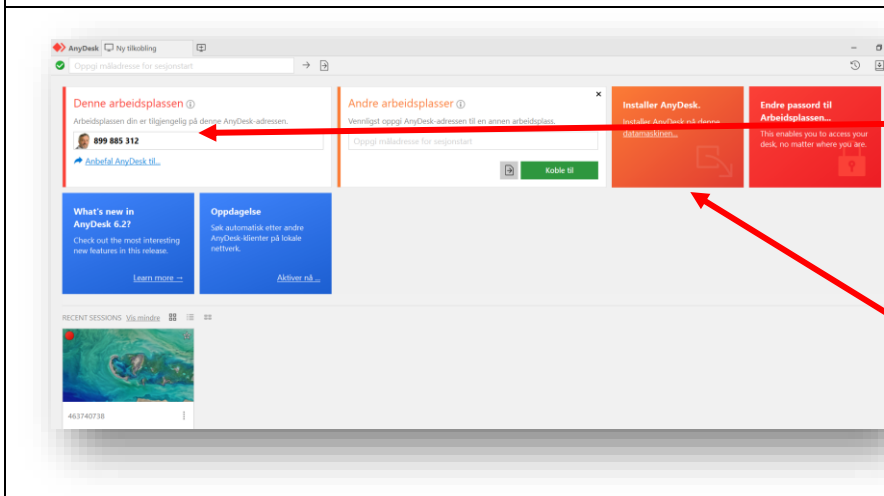 AnyDesk
Ny tilkobling
Oppgi måladresse for sesjonstart
Denne arbeidsplassen
Arbeidsplassen din er tilgjengelig på denne AnyDesk-adressen.
899 885 312
Anbefal AnyDesk til...
Andre arbeidsplasser
Vennligst oppgi AnyDesk-adressen til en annen arbeidsplass.
Oppgi måladresse for sesjonstart
Koble til
Installer AnyDesk.
Installer AnyDesk på denne
datamaskinen...
Endre passord til
Arbeidsplassen...
This enables you to access your
desk, no matter where you are.
What's new in
AnyDesk 6.2?
Check out the most interesting
new features in this release.
Learn more →
Oppdagelse
Søk automatisk etter andre
AnyDesk-klienter på lokale
nettverk.
Aktiver nå ...
RECENT SESSIONS Vis mindre
463740738